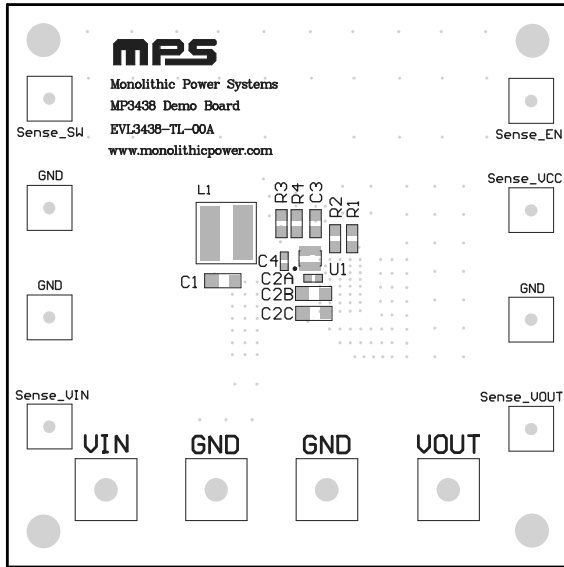 MPS
Monolithic Power Systems
MP3438 Demo Board
EVL3438-TL-00A
www.monolithicpower.com
Sense_SW
Sense_EN
GND
Sense_VCC
L1
R3
R4
C3
R2
R1
C4
U1
C1
C2A
C2B
C2C
GND
GND
Sense_VIN
Sense_VOUT
VIN
GND
GND
VOUT